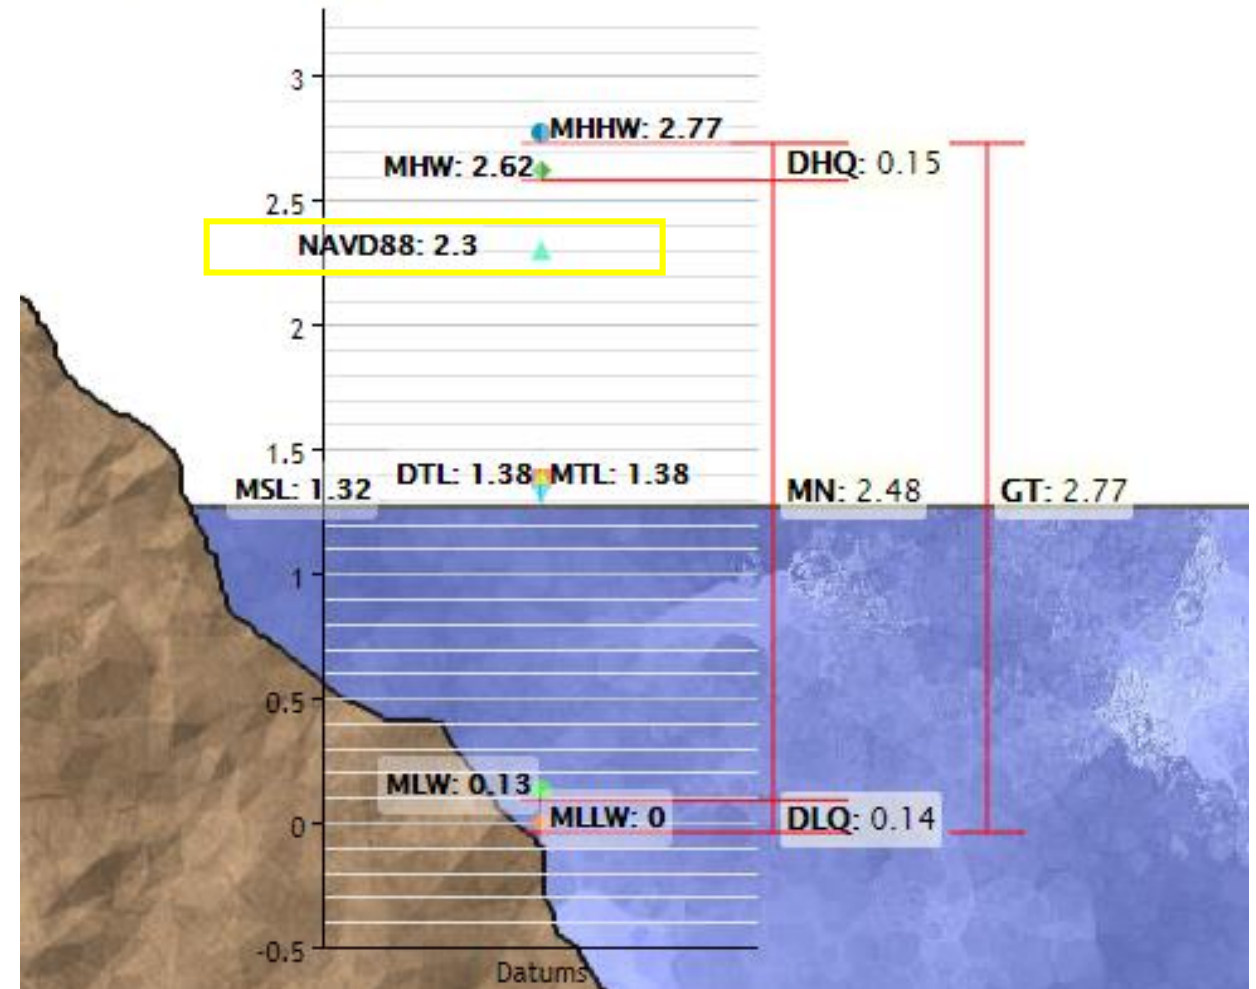 3
MHHW: 2.77
MHW: 2.62
DHQ: 0.15
2.5
NAVD88: 2.3
2
1.5
DTL: 1.38
MTL: 1.38
MSL: 1.32
MN: 2.48
GT: 2.77
1
0.5
MLW: 0.13
MLLW: 0
DLQ: 0.14
0
-0.5
Datums